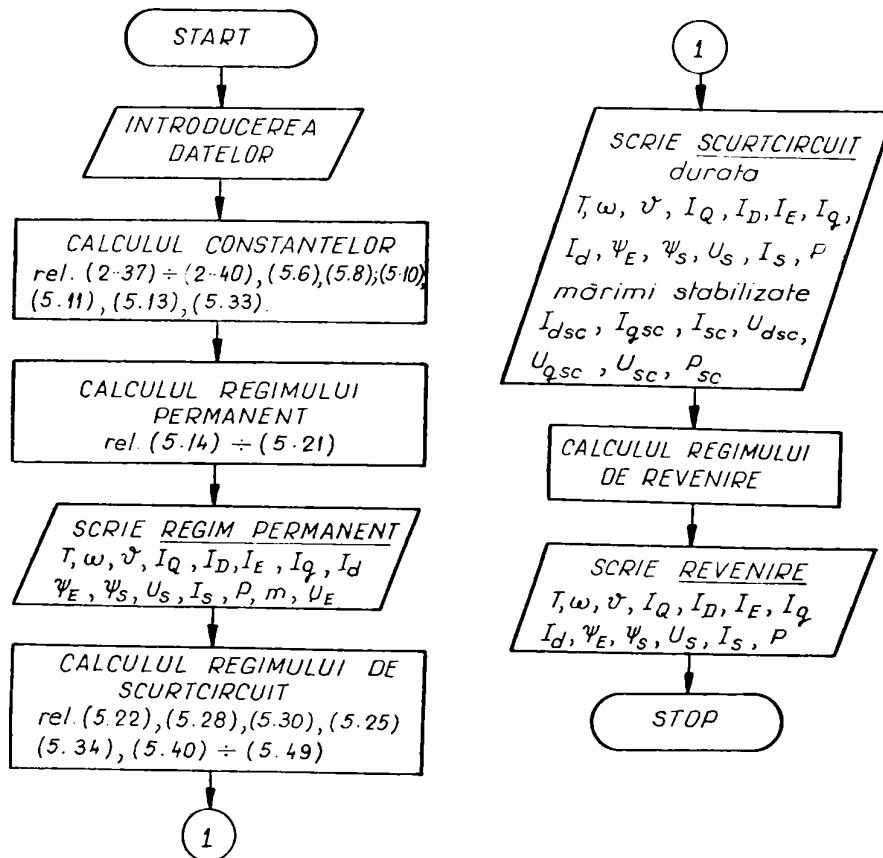 START
INTRODUCEREA
DATELOR
CALCULUL CONSTANTELOR
rel. (2.37) ÷ (2.40), (5.6), (5.8); (5.10),
(5.11), (5.13), (5.33).
CALCULUL REGIMULUI
PERMANENT
rel. (5.14) ÷ (5.21)
SCRIE REGIM PERMANENT
T, ω, ϑ, I_Q, I_D, I_E, I_q, I_d
Ψ_E, Ψ_S, U_S, I_S, P, m, U_E
CALCULUL REGIMULUI DE
SCURTCIRCUIT
rel. (5.22), (5.28), (5.30), (5.25)
(5.34), (5.40) ÷ (5.49)
1
1
SCRIE SCURTCIRCUIT
durata
T, ω, ϑ, I_Q, I_D, I_E, I_q,
I_d, Ψ_E, Ψ_S, U_S, I_S, P
mărimi stabilizate
I_dsc, I_qsc, I_sc, U_dsc,
U_qsc, U_sc, P_sc
CALCULUL REGIMULUI
DE REVENIRE
SCRIE REVENIRE
T, ω, ϑ, I_Q, I_D, I_E, I_q
I_d, Ψ_E, Ψ_S, U_S, I_S, P
STOP